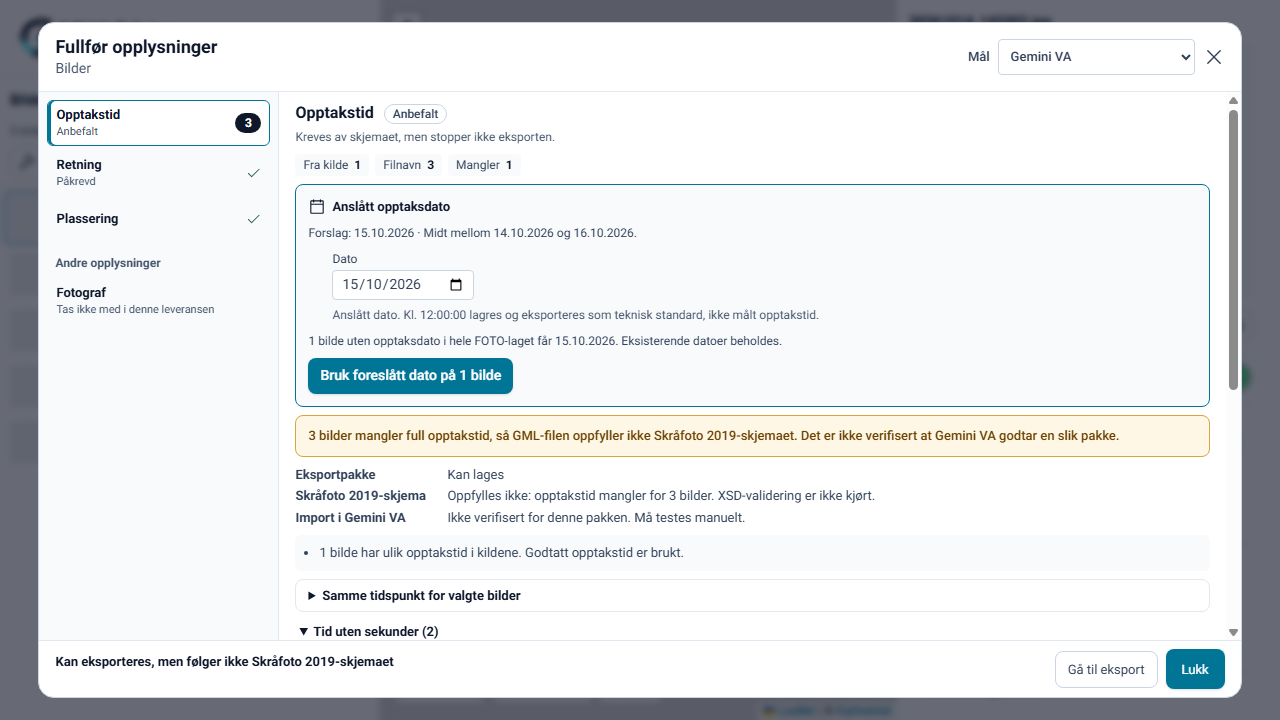 Fullfør opplysninger
Bilder
Mål
Gemini VA
Opptakstid
Anbefalt
3
Retning
Påkrevd
Plassering
Andre opplysninger
Fotograf
Tas ikke med i denne leveransen
Opptakstid Anbefalt
Kreves av skjemaet, men stopper ikke eksporten.
Fra kilde 1 Filnavn 3 Mangler 1
Anslått opptaksdato
Forslag: 15.10.2026 · Midt mellom 14.10.2026 og 16.10.2026.
Dato
15/10/2026
Anslått dato. Kl. 12:00:00 lagres og eksporteres som teknisk standard, ikke målt opptakstid.
1 bilde uten opptaksdato i hele FOTO-laget får 15.10.2026. Eksisterende datoer beholdes.
Bruk foreslått dato på 1 bilde
3 bilder mangler full opptakstid, så GML-filen oppfyller ikke Skråfoto 2019-skjemaet. Det er ikke verifisert at Gemini VA godtar en slik pakke.
Eksportpakke Kan lages
Skråfoto 2019-skjema Oppfylles ikke: opptakstid mangler for 3 bilder. XSD-validering er ikke kjørt.
Import i Gemini VA Ikke verifisert for denne pakken. Må testes manuelt.
• 1 bilde har ulik opptakstid i kildene. Godtatt opptakstid er brukt.
Samme tidspunkt for valgte bilder
Tid uten sekunder (2)
Kan eksporteres, men følger ikke Skråfoto 2019-skjemaet
Gå til eksport
Lukk